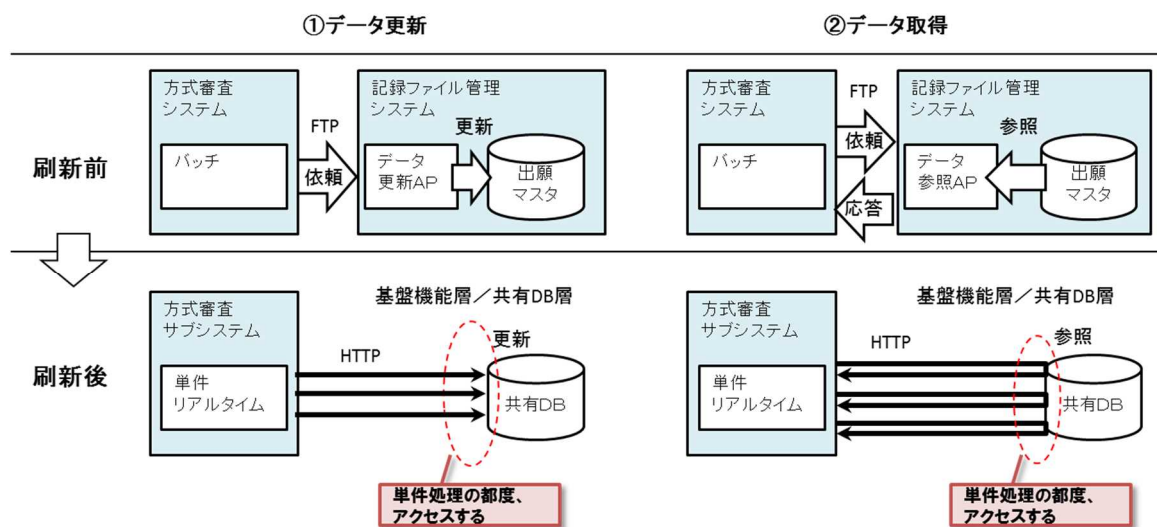 ①データ更新
②データ取得
刷新前
方式審査
システム
バッチ
FTP
依頼
記録ファイル管理
システム
データ
更新AP
更新
出願
マスタ
方式審査
システム
バッチ
FTP
依頼
応答
記録ファイル管理
システム
データ
参照AP
参照
出願
マスタ
刷新後
方式審査
サブシステム
単件
リアルタイム
HTTP
基盤機能層／共有DB層
更新
共有DB
単件処理の都度、
アクセスする
方式審査
サブシステム
単件
リアルタイム
HTTP
基盤機能層／共有DB層
参照
共有DB
単件処理の都度、
アクセスする